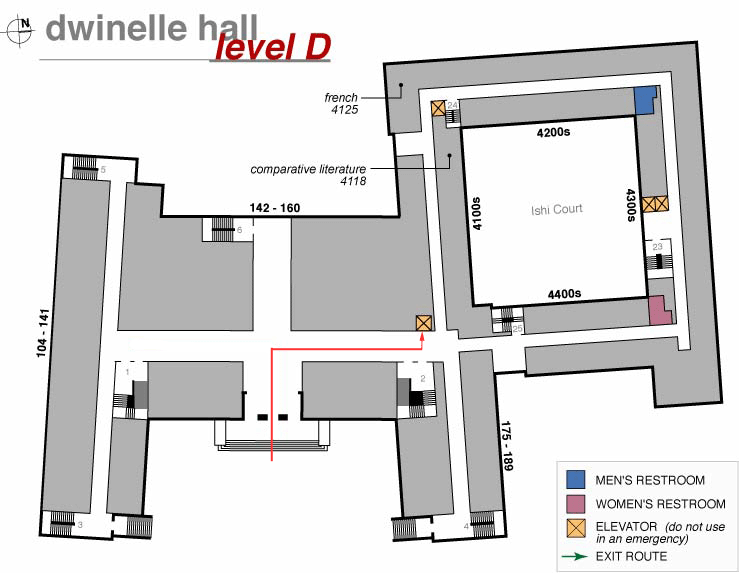 N
dwinelle hall
level D
french
4125
24
4200s
comparative literature
4118
5
142 - 160
4100s
Ishi Court
4300s
6
23
4400s
25
104 - 141
1
2
175 - 189
3
4
MEN'S RESTROOM
WOMEN'S RESTROOM
ELEVATOR (do not use
in an emergency)
EXIT ROUTE